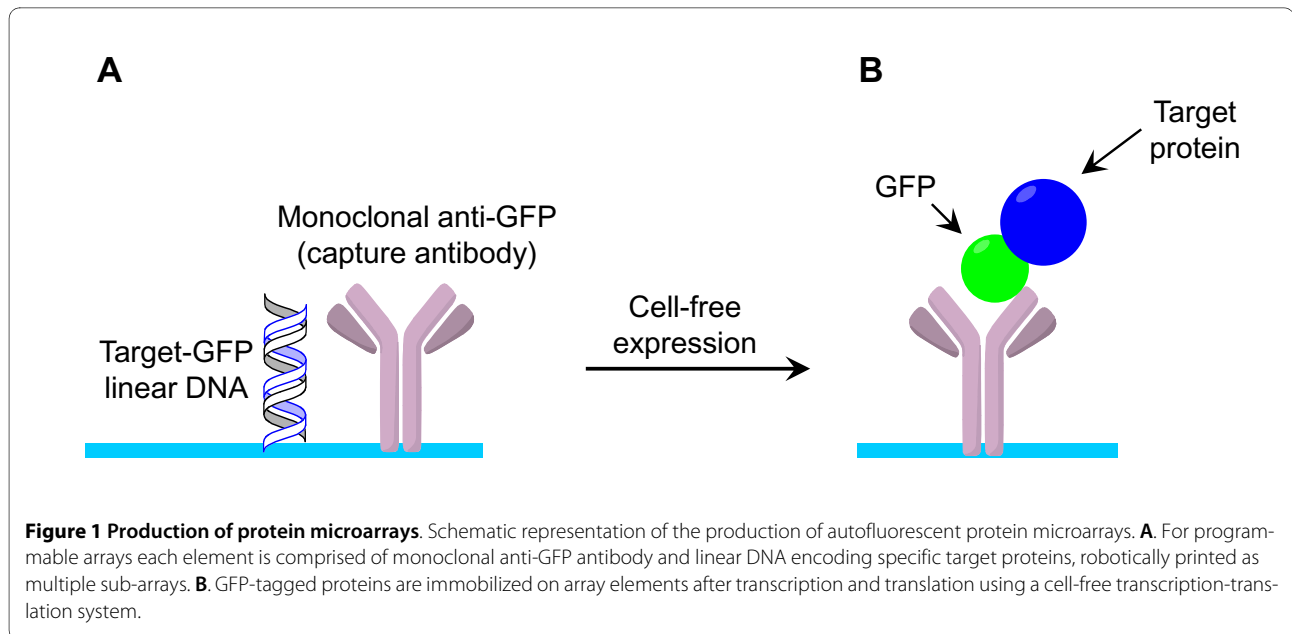 A
B
Target
protein
GFP
Monoclonal anti-GFP
(capture antibody)
Cell-free
expression
Target-GFP
linear DNA
Figure 1 Production of protein microarrays. Schematic representation of the production of autofluorescent protein microarrays. A. For program-
mable arrays each element is comprised of monoclonal anti-GFP antibody and linear DNA encoding specific target proteins, robotically printed as
multiple sub-arrays. B. GFP-tagged proteins are immobilized on array elements after transcription and translation using a cell-free transcription-trans-
lation system.